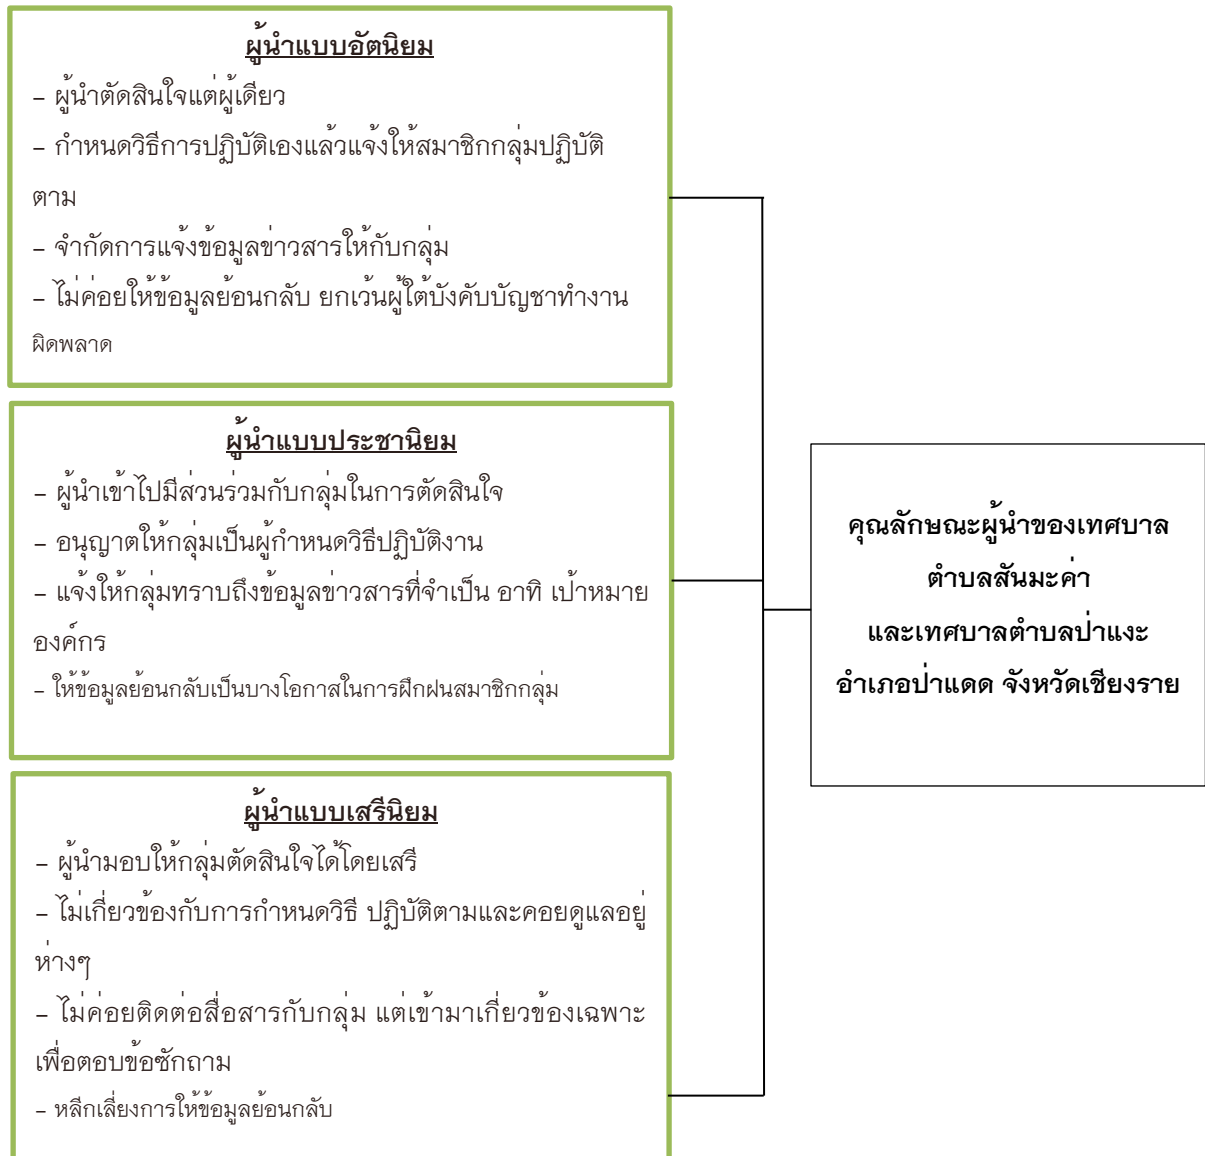 ผู้นำแบบอัตนิยม
– ผู้นำตัดสินใจแต่ผู้เดียว
– กำหนดวิธีการปฏิบัติเองแล้วแจ้งให้สมาชิกกลุ่มปฏิบัติ
ตาม
– จำกัดการแจ้งข้อมูลข่าวสารให้กับกลุ่ม
– ไม่ค่อยให้ข้อมูลย้อนกลับ ยกเว้นผู้ใต้บังคับบัญชาทำงาน
ผิดพลาด
ผู้นำแบบประชานิยม
– ผู้นำเข้าไปมีส่วนร่วมกับกลุ่มในการตัดสินใจ
– อนุญาตให้กลุ่มเป็นผู้กำหนดวิธีปฏิบัติงาน
– แจ้งให้กลุ่มทราบถึงข้อมูลข่าวสารที่จำเป็น อาทิ เป้าหมาย
องค์กร
– ให้ข้อมูลย้อนกลับเป็นบางโอกาสในการฝึกฝนสมาชิกกลุ่ม
ผู้นำแบบเสรีนิยม
– ผู้นำมอบให้กลุ่มตัดสินใจได้โดยเสรี
– ไม่เกี่ยวข้องกับการกำหนดวิธี ปฏิบัติตามและคอยดูแลอยู่
ห่างๆ
– ไม่ค่อยติดต่อสื่อสารกับกลุ่ม แต่เข้ามาเกี่ยวข้องเฉพาะ
เพื่อตอบข้อซักถาม
– หลีกเลี่ยงการให้ข้อมูลย้อนกลับ
คุณลักษณะผู้นำของเทศบาล
ตำบลสันมะค่า
และเทศบาลตำบลป่าแงะ
อำเภอป่าแดด จังหวัดเชียงราย